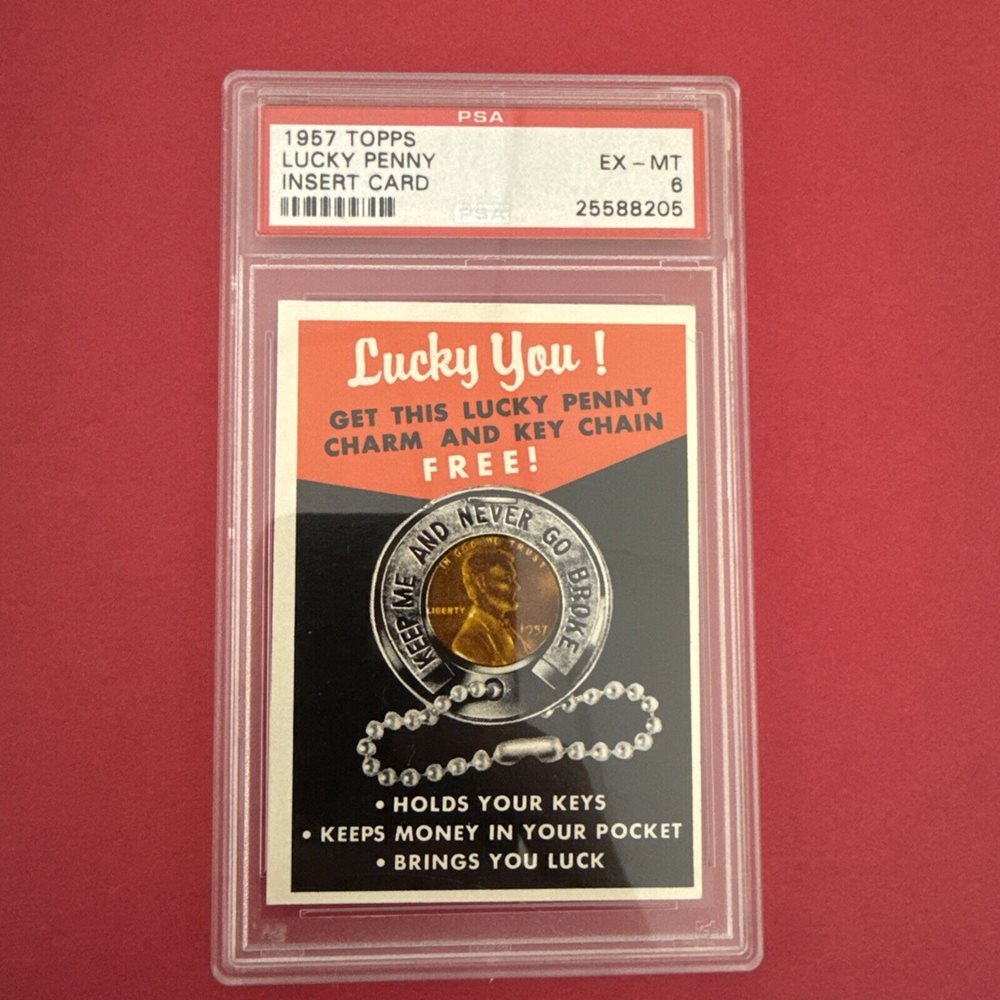 PSA
1957 TOPPS
LUCKY PENNY
INSERT CARD
EX - MT
6
25588205
PSA
Lucky You !
GET THIS LUCKY PENNY
CHARM AND KEY CHAIN
FREE!
KEEP ME AND NEVER GO BROKE
IN GOD WE TRUST
LIBERTY
1957
• HOLDS YOUR KEYS
• KEEPS MONEY IN YOUR POCKET
• BRINGS YOU LUCK